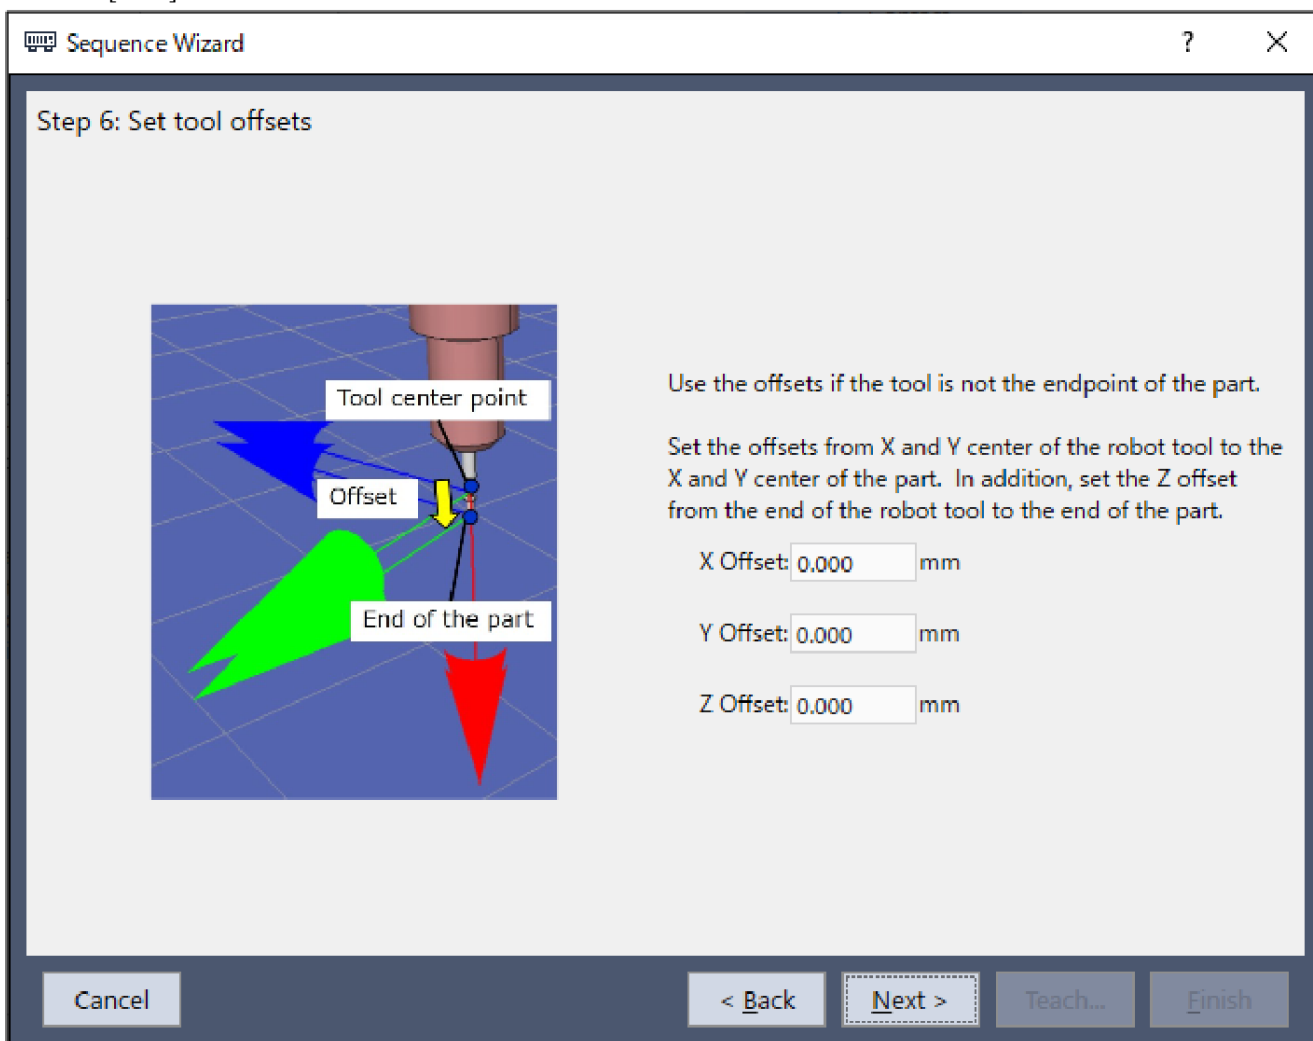 Sequence Wizard
?
Step 6: Set tool offsets
Tool center point
Offset
End of the part
Use the offsets if the tool is not the endpoint of the part.
Set the offsets from X and Y center of the robot tool to the
X and Y center of the part. In addition, set the Z offset
from the end of the robot tool to the end of the part.
X Offset: 0.000 mm
Y Offset: 0.000 mm
Z Offset: 0.000 mm
Cancel
< Back
Next >
Teach...
Finish